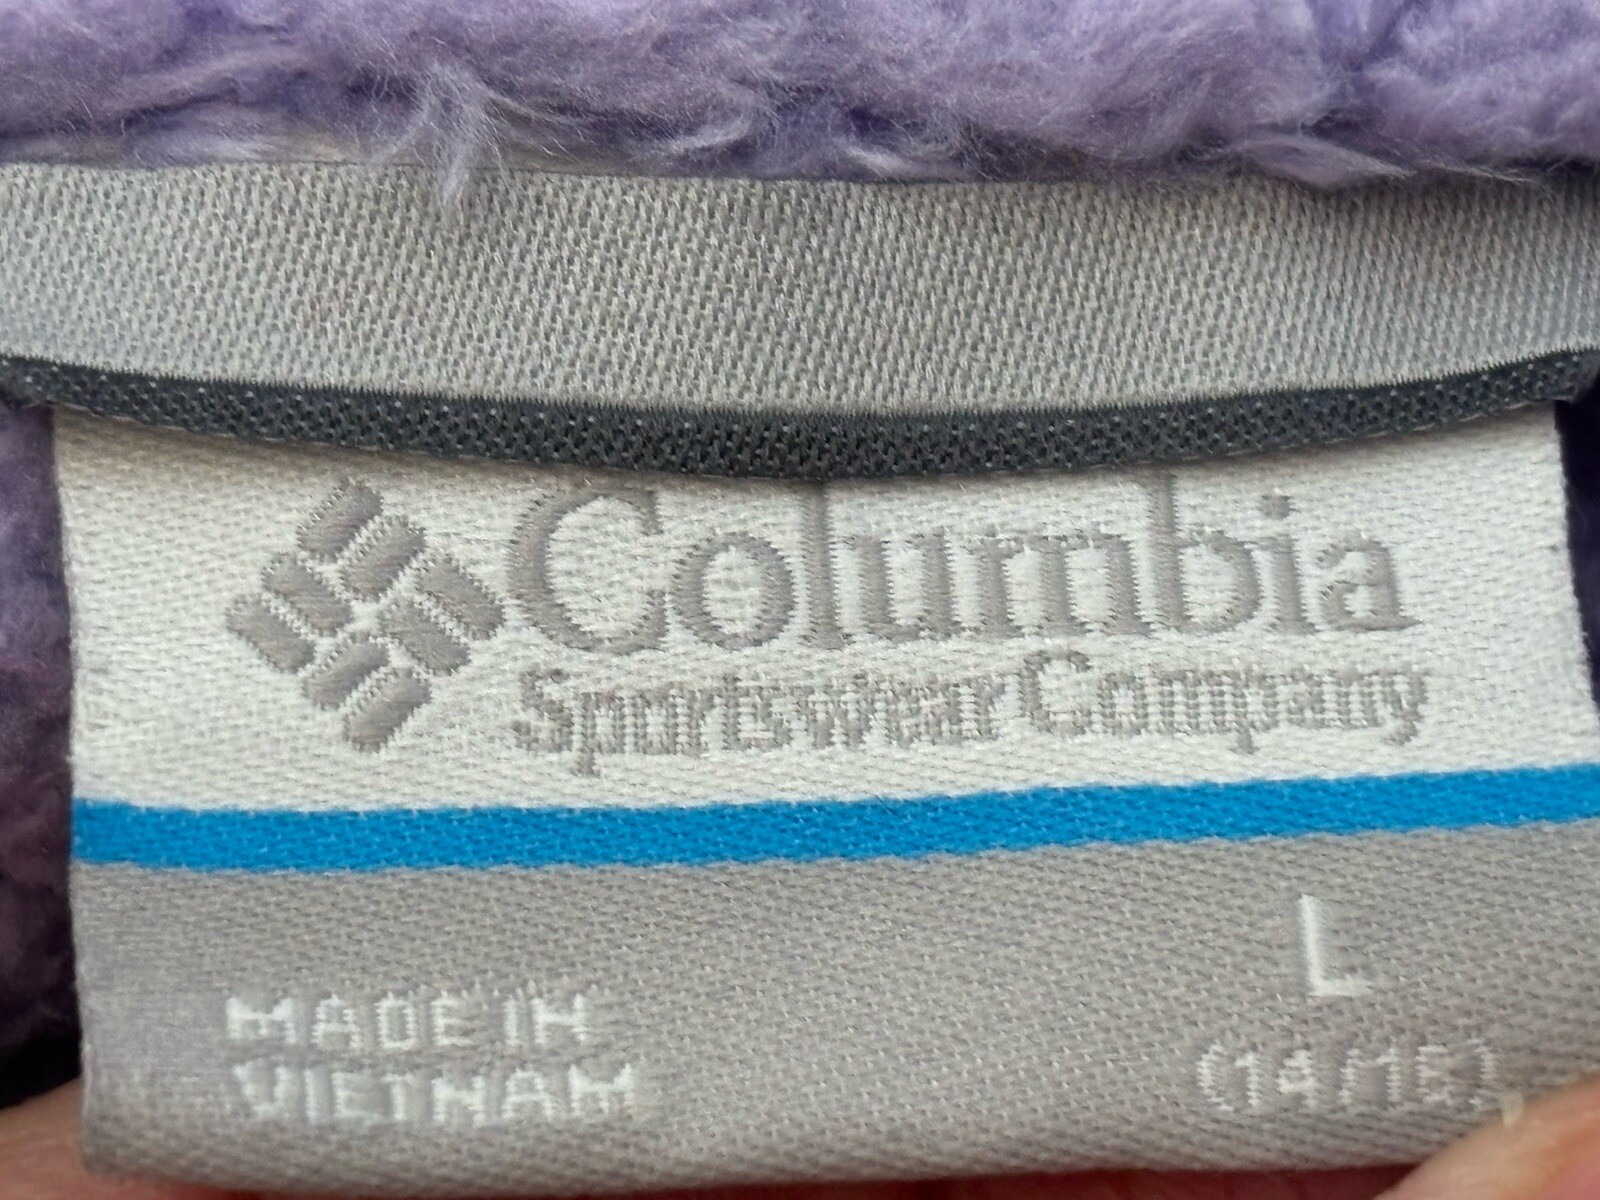 Columbia
Sportswear Company
L
MADE IN
VIETNAM
(14/16)